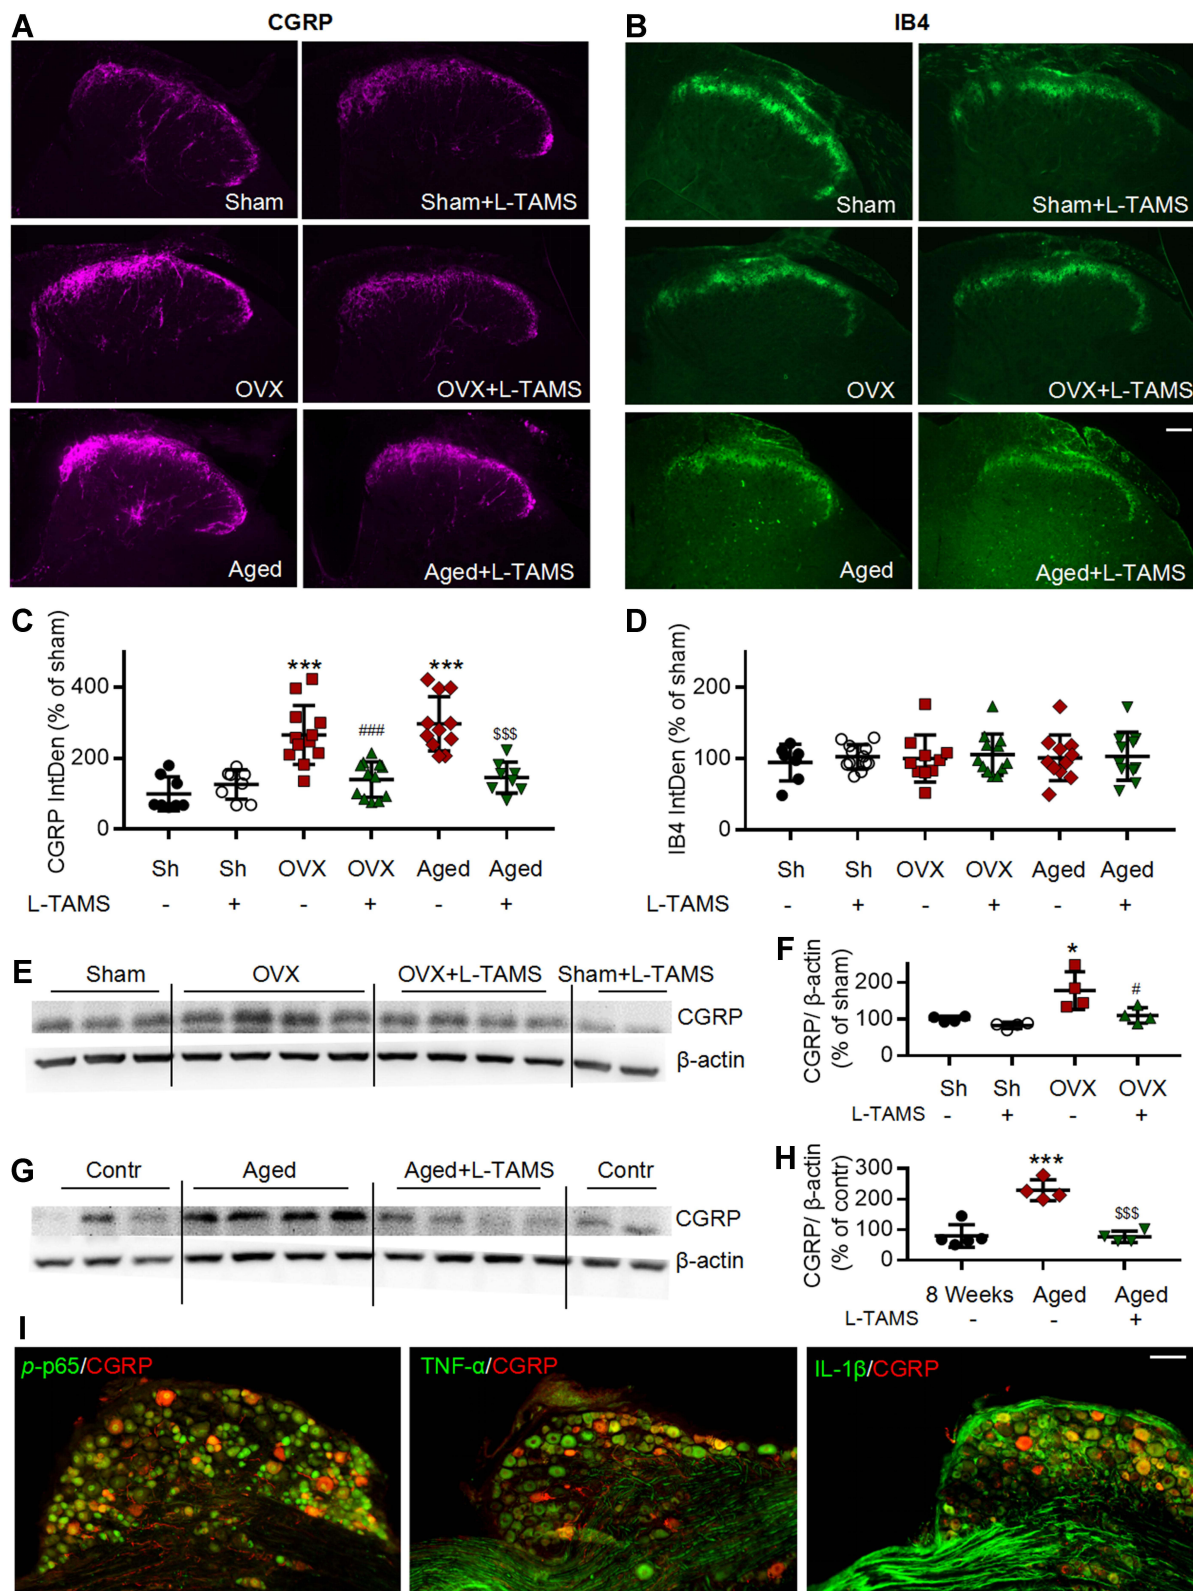 A CGRP
B IB4
Sham Sham+L-TAMS
OVX OVX+L-TAMS
Aged Aged+L-TAMS
Sham Sham+L-TAMS
OVX OVX+L-TAMS
Aged Aged+L-TAMS
C
CGRP IntDen (% of sham)
400
200
0
*** ### *** $$$
Sh Sh OVX OVX Aged Aged
L-TAMS - + - + - +
D
IB4 IntDen (% of sham)
200
100
0
Sh Sh OVX OVX Aged Aged
L-TAMS - + - + - +
E
Sham OVX OVX+L-TAMS Sham+L-TAMS
CGRP
β-actin
F
CGRP/ β-actin
(% of sham)
200
100
0
* #
Sh Sh OVX OVX
L-TAMS - + - +
G
Contr Aged Aged+L-TAMS Contr
CGRP
β-actin
H
CGRP/ β-actin
(% of contr)
300
200
100
0
*** $$$
8 Weeks Aged Aged
L-TAMS - - +
I
p-p65/CGRP TNF-α/CGRP IL-1β/CGRP